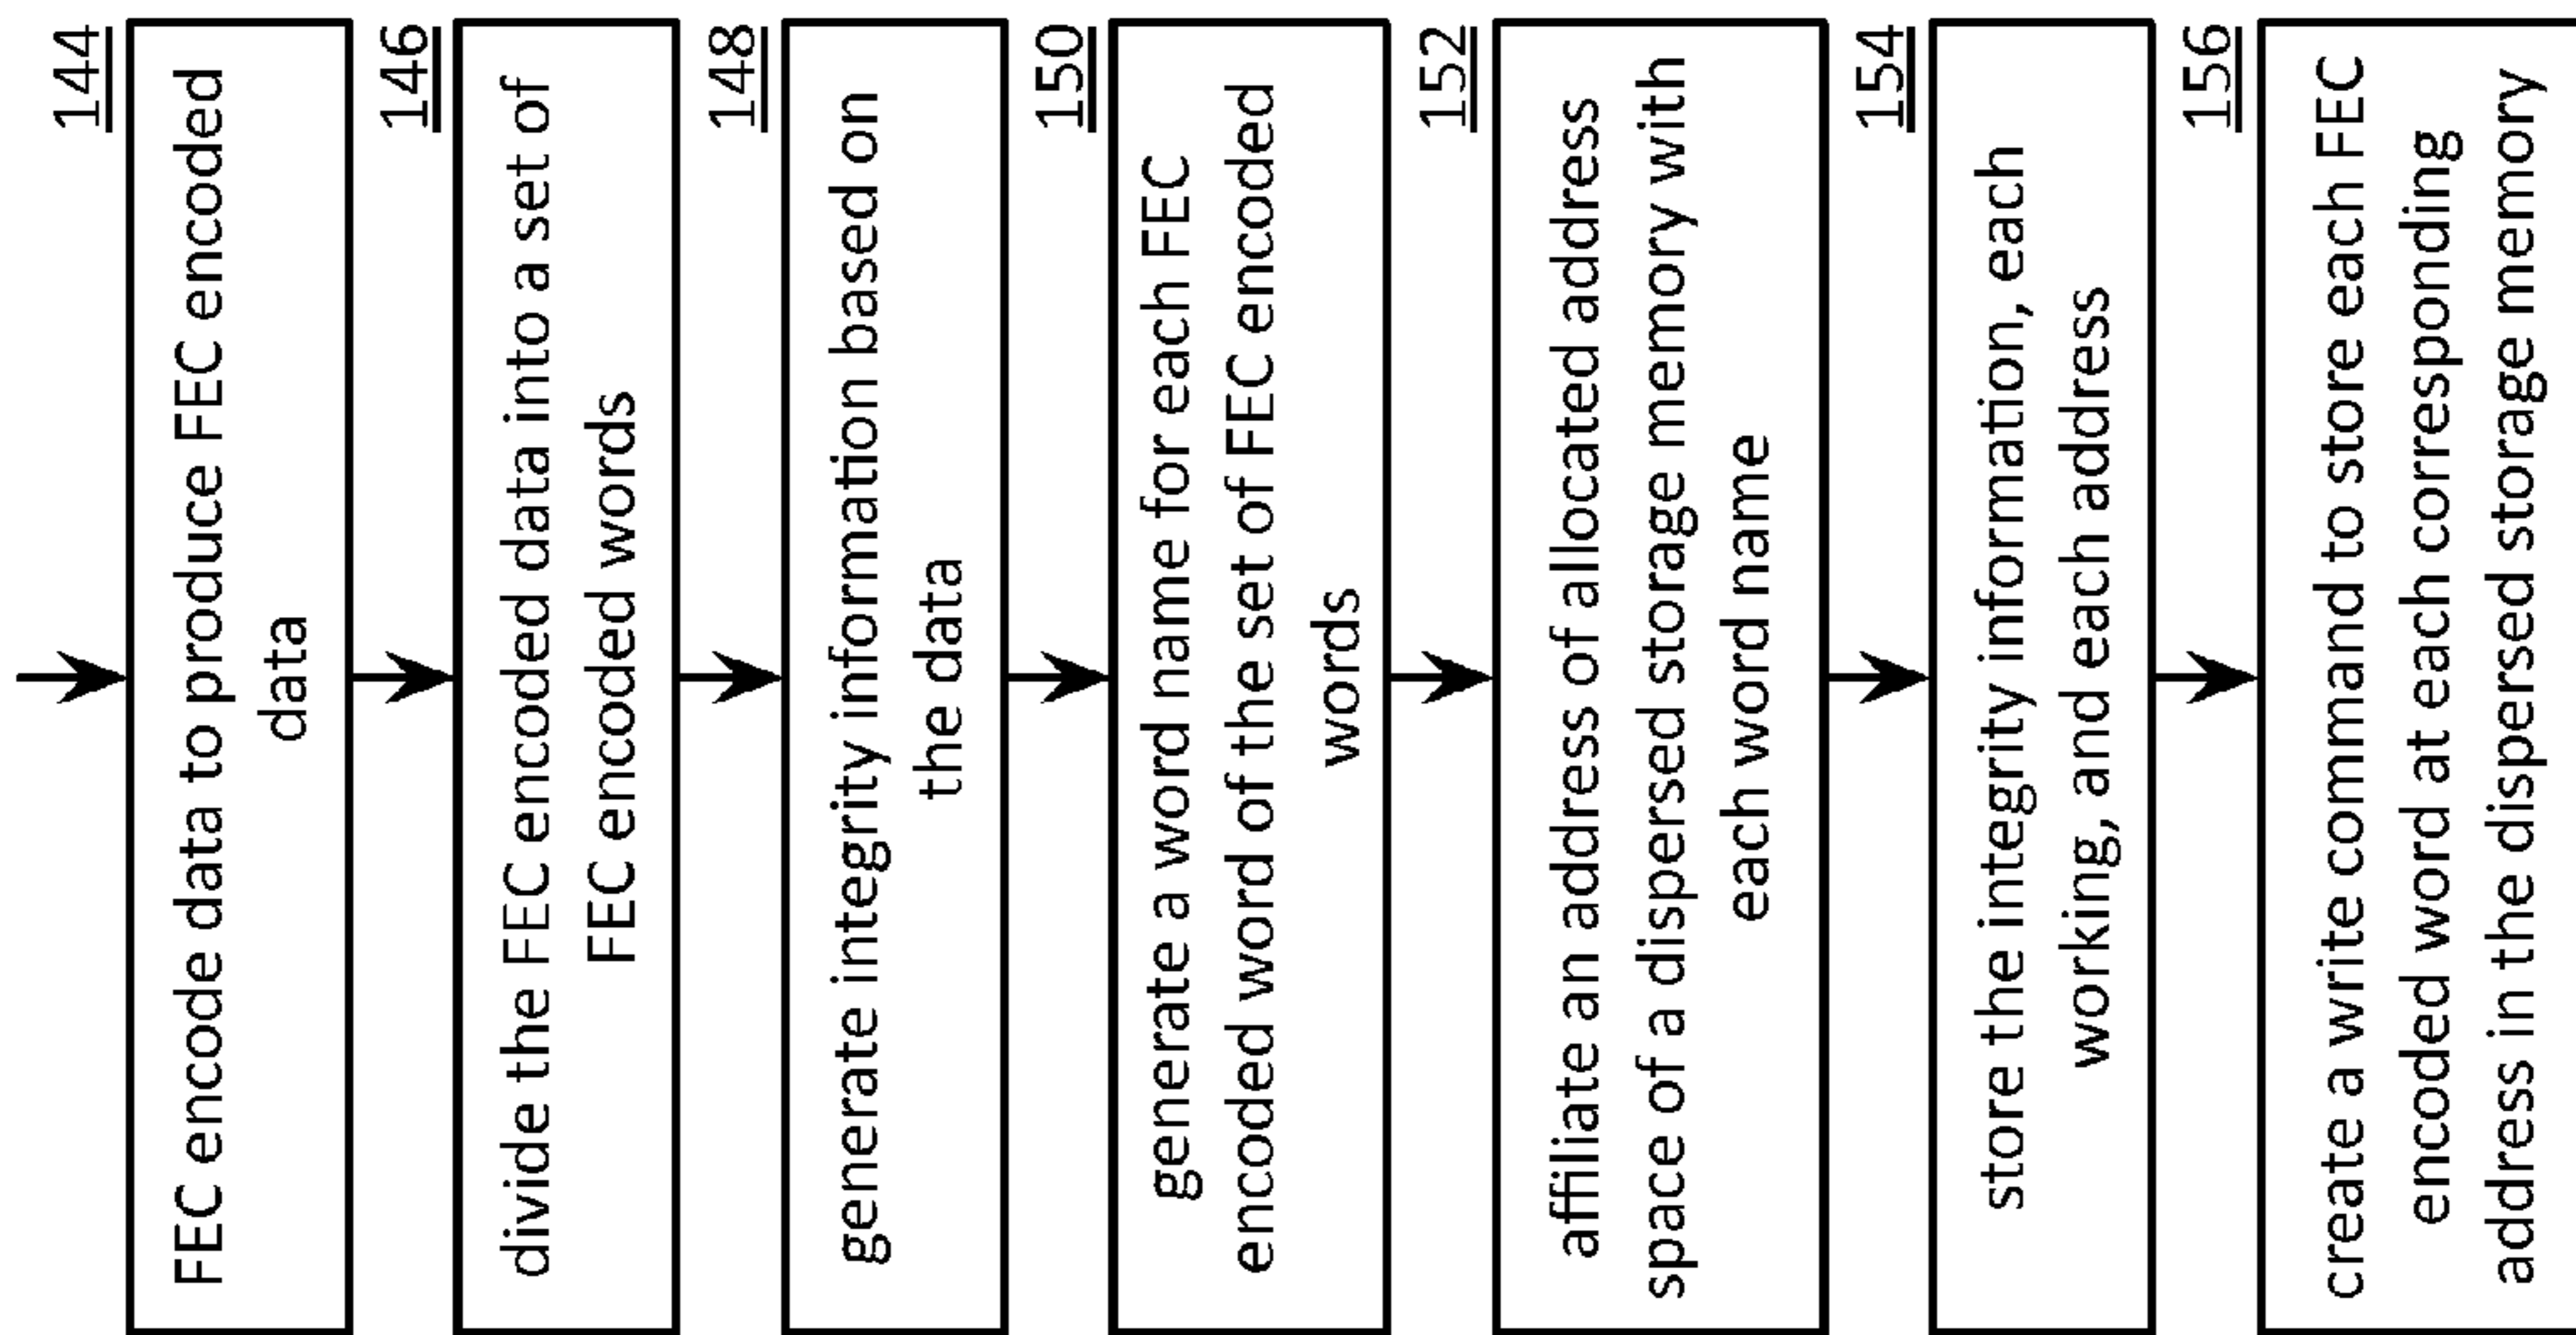 144
FEC encode data to produce FEC encoded
data
146
divide the FEC encoded data into a set of
FEC encoded words
148
generate integrity information based on
the data
150
generate a word name for each FEC
encoded word of the set of FEC encoded
words
152
affiliate an address of allocated address
space of a dispersed storage memory with
each word name
154
store the integrity information, each
working, and each address
156
create a write command to store each FEC
encoded word at each corresponding
address in the dispersed storage memory